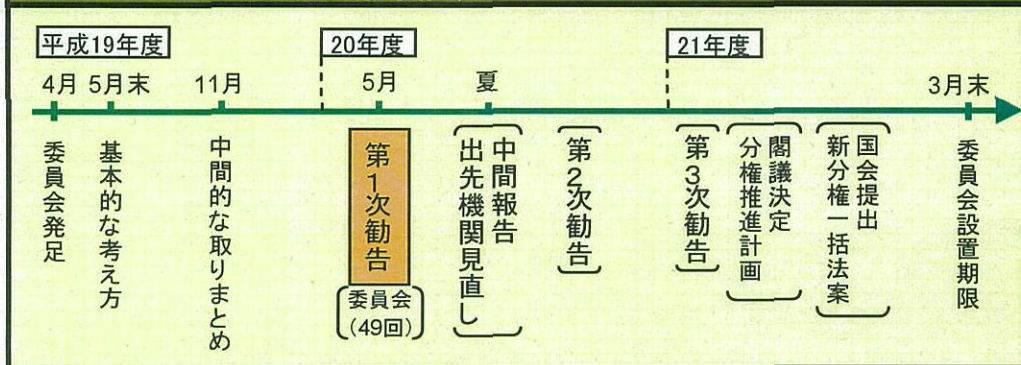 平成19年度
20年度
21年度
4月
5月末
11月
5月
夏
3月末
委員会発足
基本的な考え方
中間的な取りまとめ
第1次勧告
委員会
(49回)
中間報告
出先機関見直し
第2次勧告
第3次勧告
閣議決定
分権推進計画
国会提出
新分権一括法案
委員会設置期限